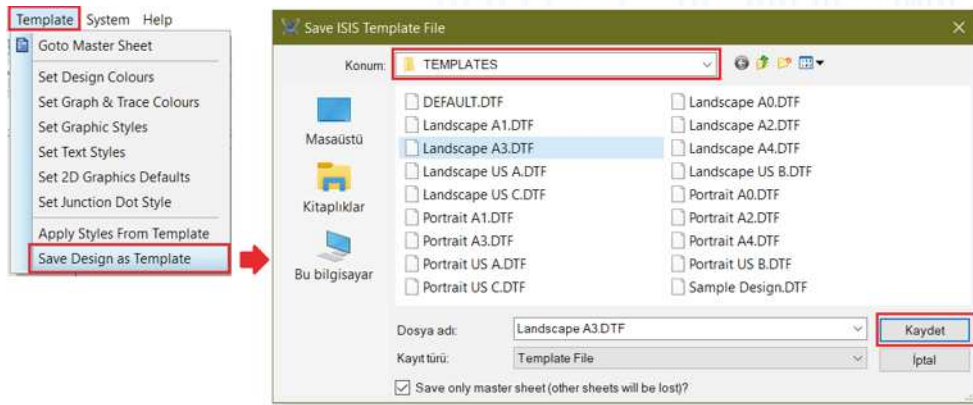 Template System Help
Goto Master Sheet
Set Design Colours
Set Graph & Trace Colours
Set Graphic Styles
Set Text Styles
Set 2D Graphics Defaults
Set Junction Dot Style
Apply Styles From Template
Save Design as Template
Save ISIS Template File
Konum: TEMPLATES
Masaüstü
Kitaplıklar
Bu bilgisayar
DEFAULT.DTF
Landscape A1.DTF
Landscape A3.DTF
Landscape US A.DTF
Landscape US C.DTF
Portrait A1.DTF
Portrait A3.DTF
Portrait US A.DTF
Portrait US C.DTF
Landscape A0.DTF
Landscape A2.DTF
Landscape A4.DTF
Landscape US B.DTF
Portrait A0.DTF
Portrait A2.DTF
Portrait A4.DTF
Portrait US B.DTF
Sample Design.DTF
Dosya adı: Landscape A3.DTF Kaydet
Kayıt türü: Template File İptal
Save only master sheet (other sheets will be lost)?